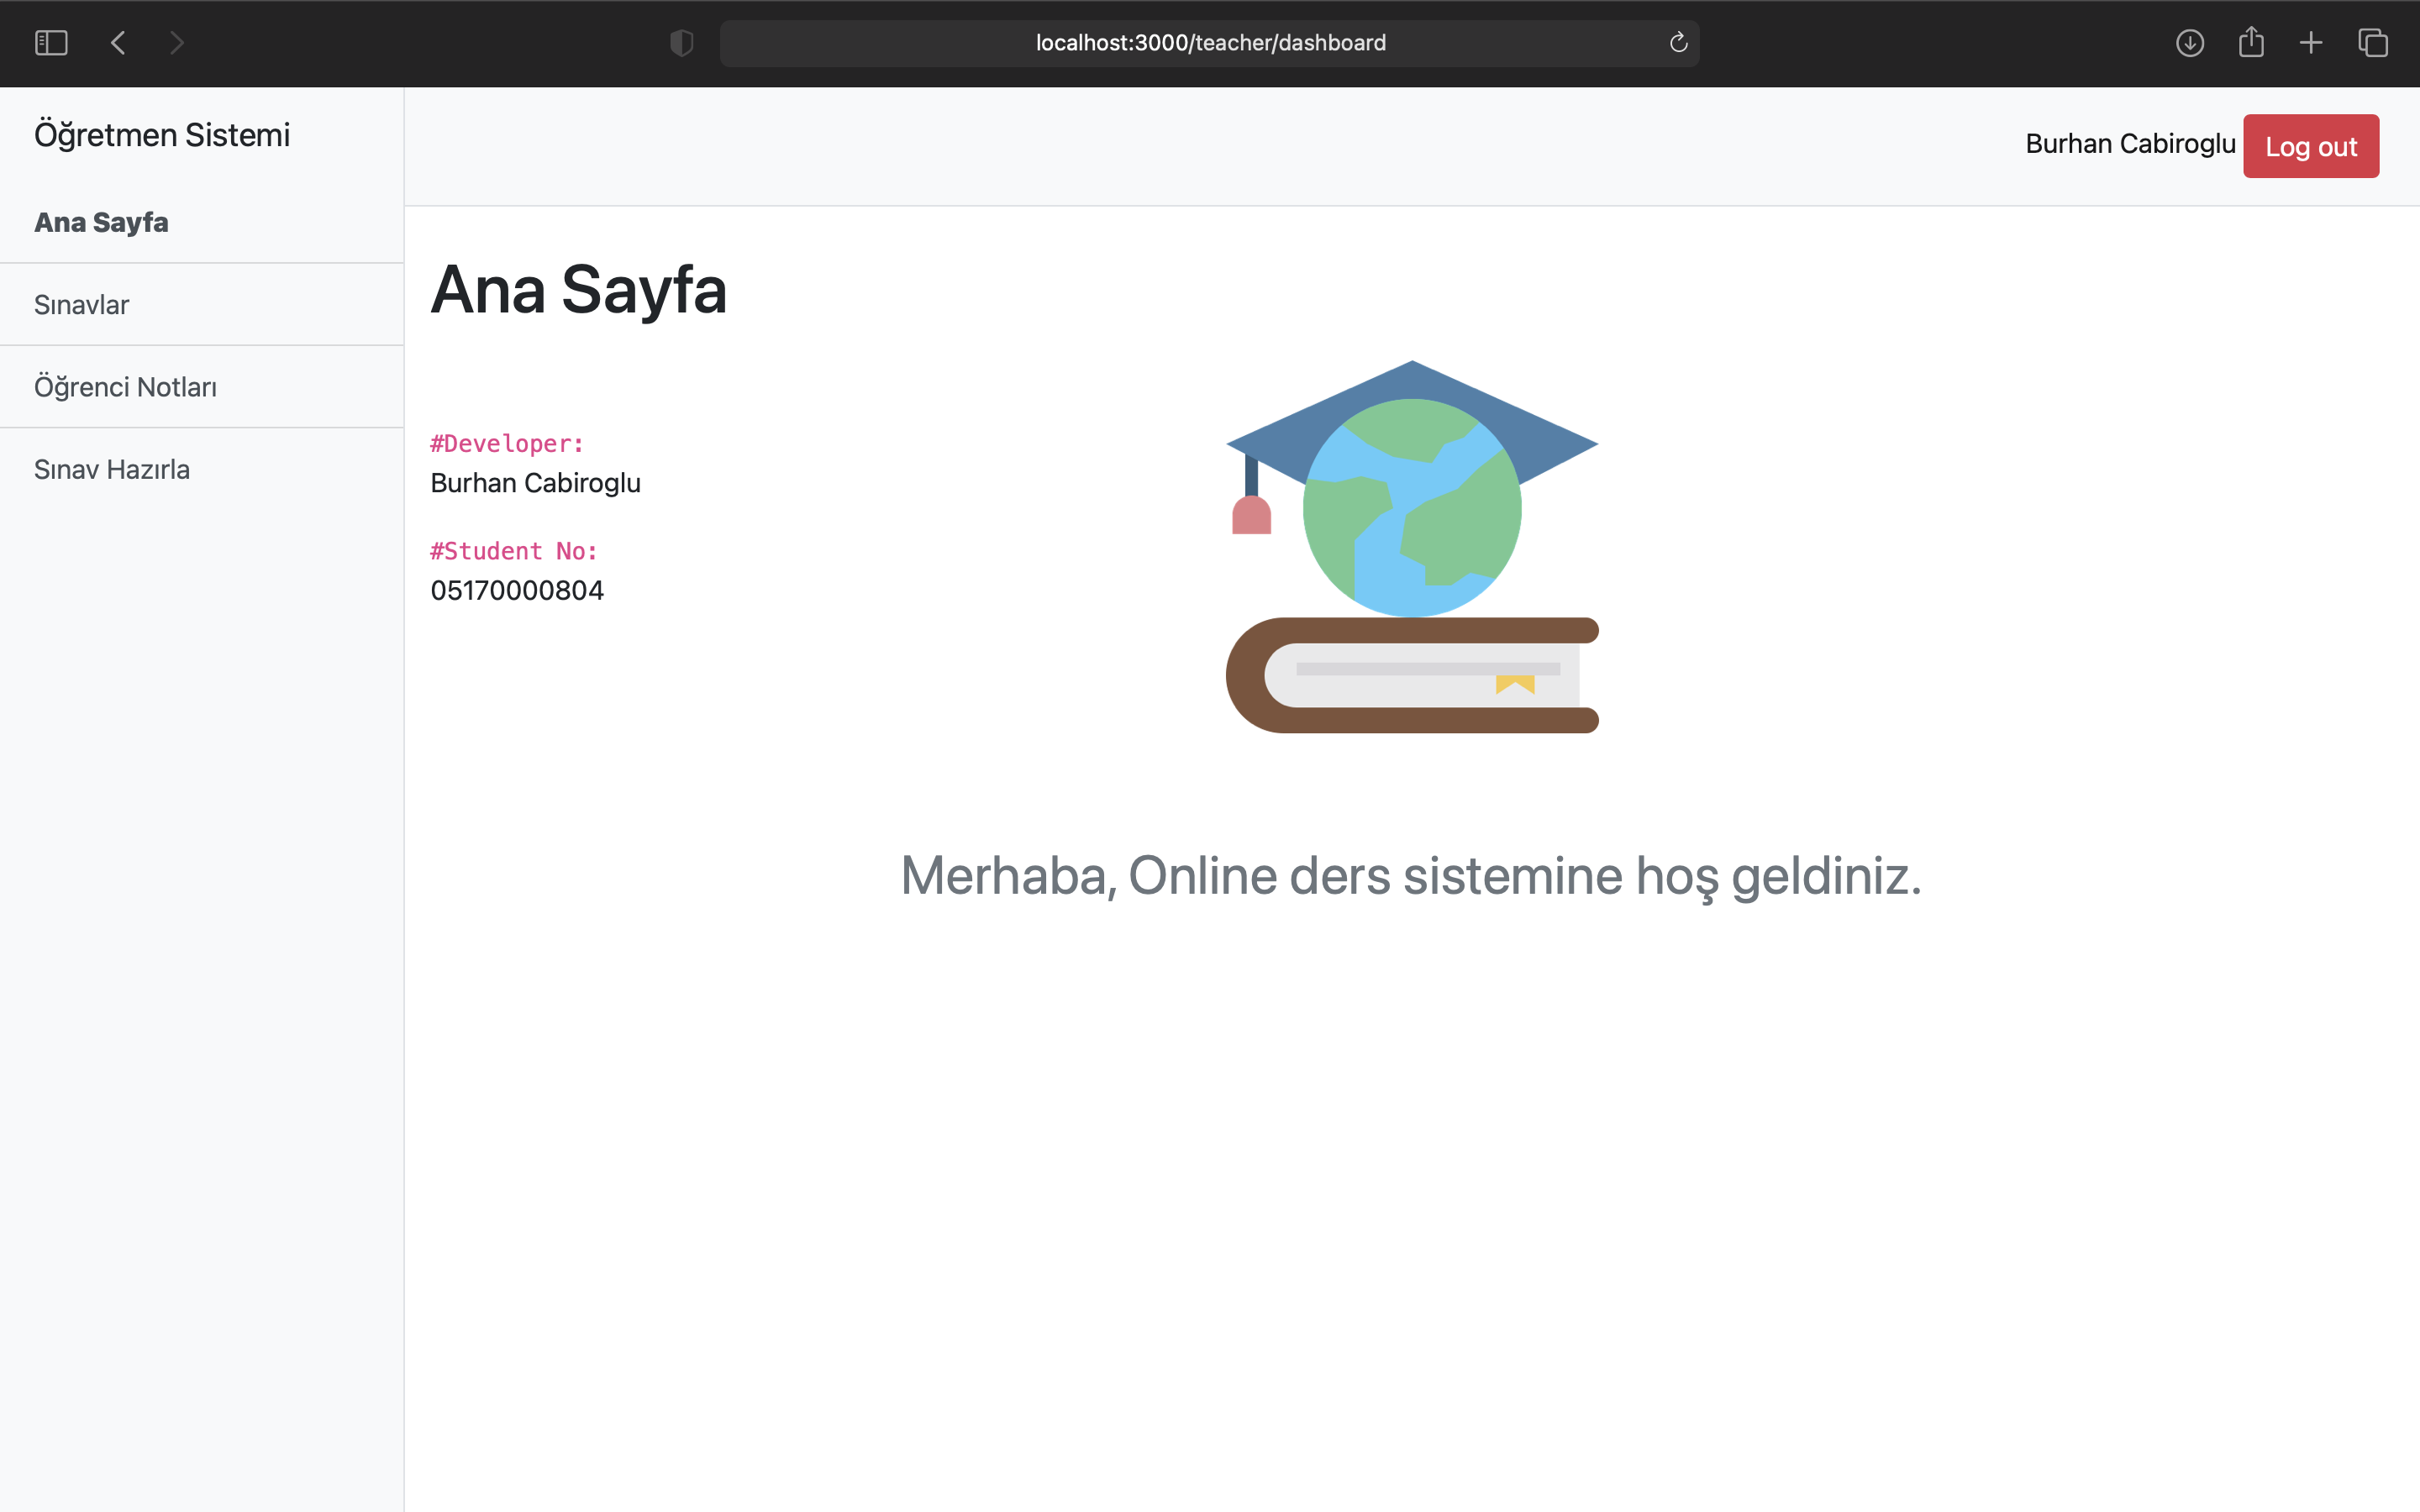 localhost:3000/teacher/dashboard
Öğretmen Sistemi
Burhan Cabiroglu
Log out
Ana Sayfa
Sınavlar
Öğrenci Notları
Sınav Hazırla
Ana Sayfa
#Developer:
Burhan Cabiroglu
#Student No:
05170000804
Merhaba, Online ders sistemine hoş geldiniz.